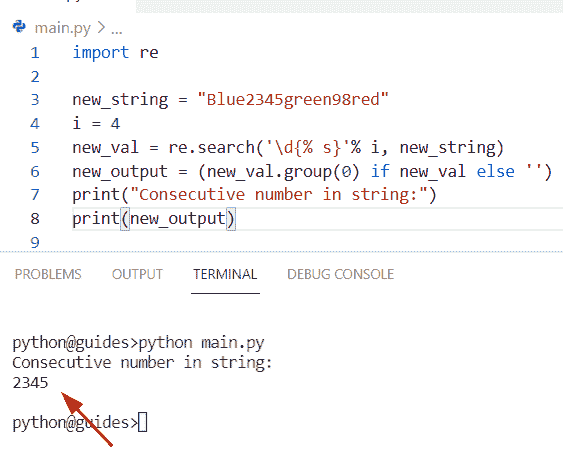 main.py > ...
1 import re
2
3 new_string = "Blue2345green98red"
4 i = 4
5 new_val = re.search('\d{% s}'% i, new_string)
6 new_output = (new_val.group(0) if new_val else '')
7 print("Consecutive number in string:")
8 print(new_output)
9
PROBLEMS OUTPUT TERMINAL DEBUG CONSOLE
python@guides>python main.py
Consecutive number in string:
2345
python@guides>